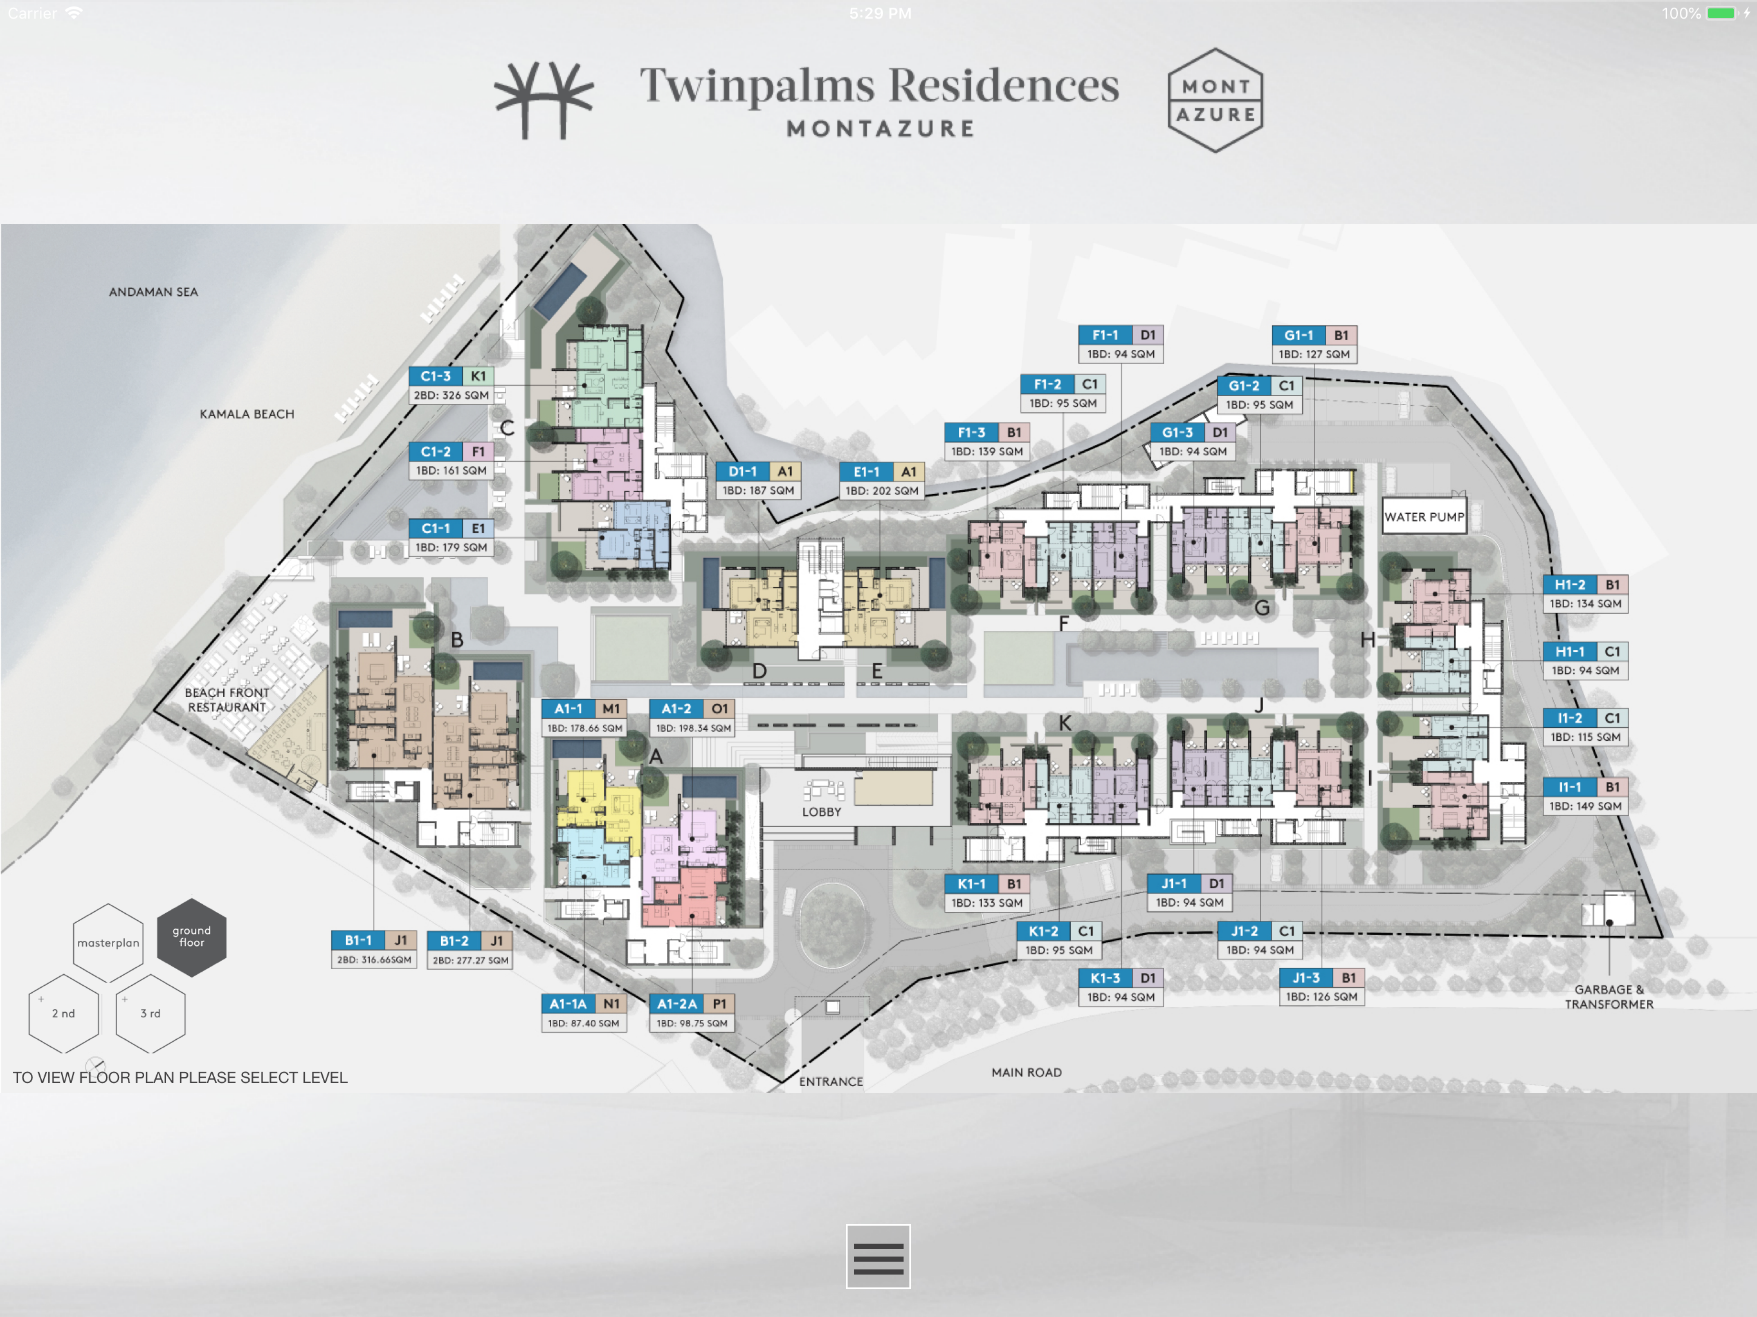 Carrier
5:29 PM
100%
Twinpalms Residences
MONTAZURE
MONT
AZURE
ANDAMAN SEA
KAMALA BEACH
C1-3 K1
2BD: 326 SQM
C
C1-2 F1
1BD: 161 SQM
C1-1 E1
1BD: 179 SQM
D1-1 A1
1BD: 187 SQM
E1-1 A1
1BD: 202 SQM
F1-1 D1
1BD: 94 SQM
F1-2 C1
1BD: 95 SQM
F1-3 B1
1BD: 139 SQM
G1-1 B1
1BD: 127 SQM
G1-2 C1
1BD: 95 SQM
G1-3 D1
1BD: 94 SQM
WATER PUMP
H1-2 B1
1BD: 134 SQM
H1-1 C1
1BD: 94 SQM
I1-2 C1
1BD: 115 SQM
I1-1 B1
1BD: 149 SQM
B
D
E
F
G
H
I
J
K
A
BEACH FRONT
RESTAURANT
A1-1 M1
1BD: 178.66 SQM
A1-2 O1
1BD: 198.34 SQM
LOBBY
B1-1 J1
2BD: 316.66SQM
B1-2 J1
2BD: 277.27 SQM
A1-1A N1
1BD: 87.40 SQM
A1-2A P1
1BD: 98.75 SQM
K1-1 B1
1BD: 133 SQM
K1-2 C1
1BD: 95 SQM
K1-3 D1
1BD: 94 SQM
J1-1 D1
1BD: 94 SQM
J1-2 C1
1BD: 94 SQM
J1-3 B1
1BD: 126 SQM
GARBAGE &
TRANSFORMER
masterplan
ground
floor
+
2 nd
+
3 rd
TO VIEW FLOOR PLAN PLEASE SELECT LEVEL
ENTRANCE
MAIN ROAD